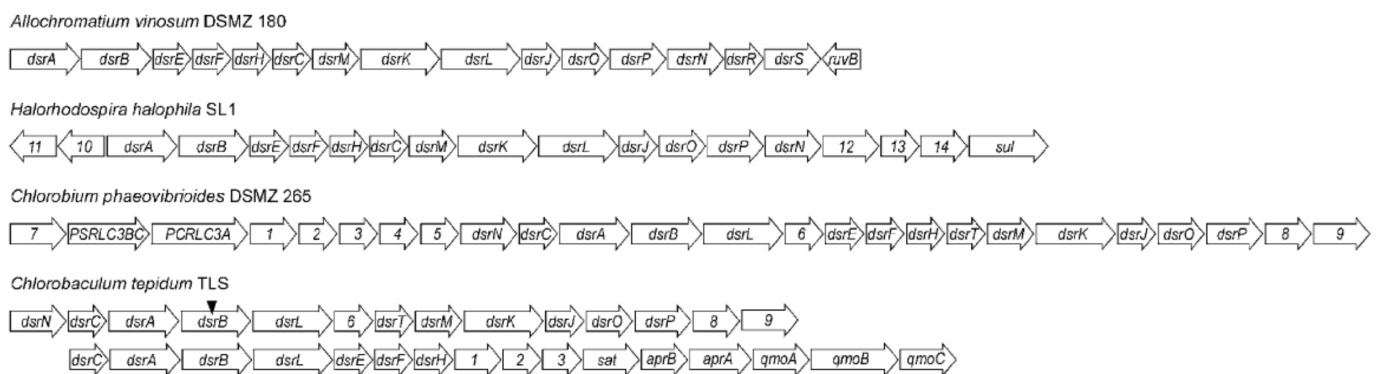 Allochromatium vinosum DSMZ 180
dsrA dsrB dsrE dsrF dsrH dsrC dsrM dsrK dsrL dsrJ dsrO dsrP dsrN dsrR dsrS ruvB
Halorhodospira halophila SL1
11 10 dsrA dsrB dsrE dsrF dsrH dsrC dsrM dsrK dsrL dsrJ dsrO dsrP dsrN 12 13 14 sul
Chlorobium phaeovibrioides DSMZ 265
7 PSRLC3BC PCRLC3A 1 2 3 4 5 dsrN dsrC dsrA dsrB dsrL 6 dsrE dsrF dsrH dsrT dsrM dsrK dsrJ dsrO dsrP 8 9
Chlorobaculum tepidum TLS
dsrN dsrC dsrA dsrB dsrL 6 dsrT dsrM dsrK dsrJ dsrO dsrP 8 9
dsrC dsrA dsrB dsrL dsrE dsrF dsrH 1 2 3 sat aprB aprA qmoA qmoB qmoC